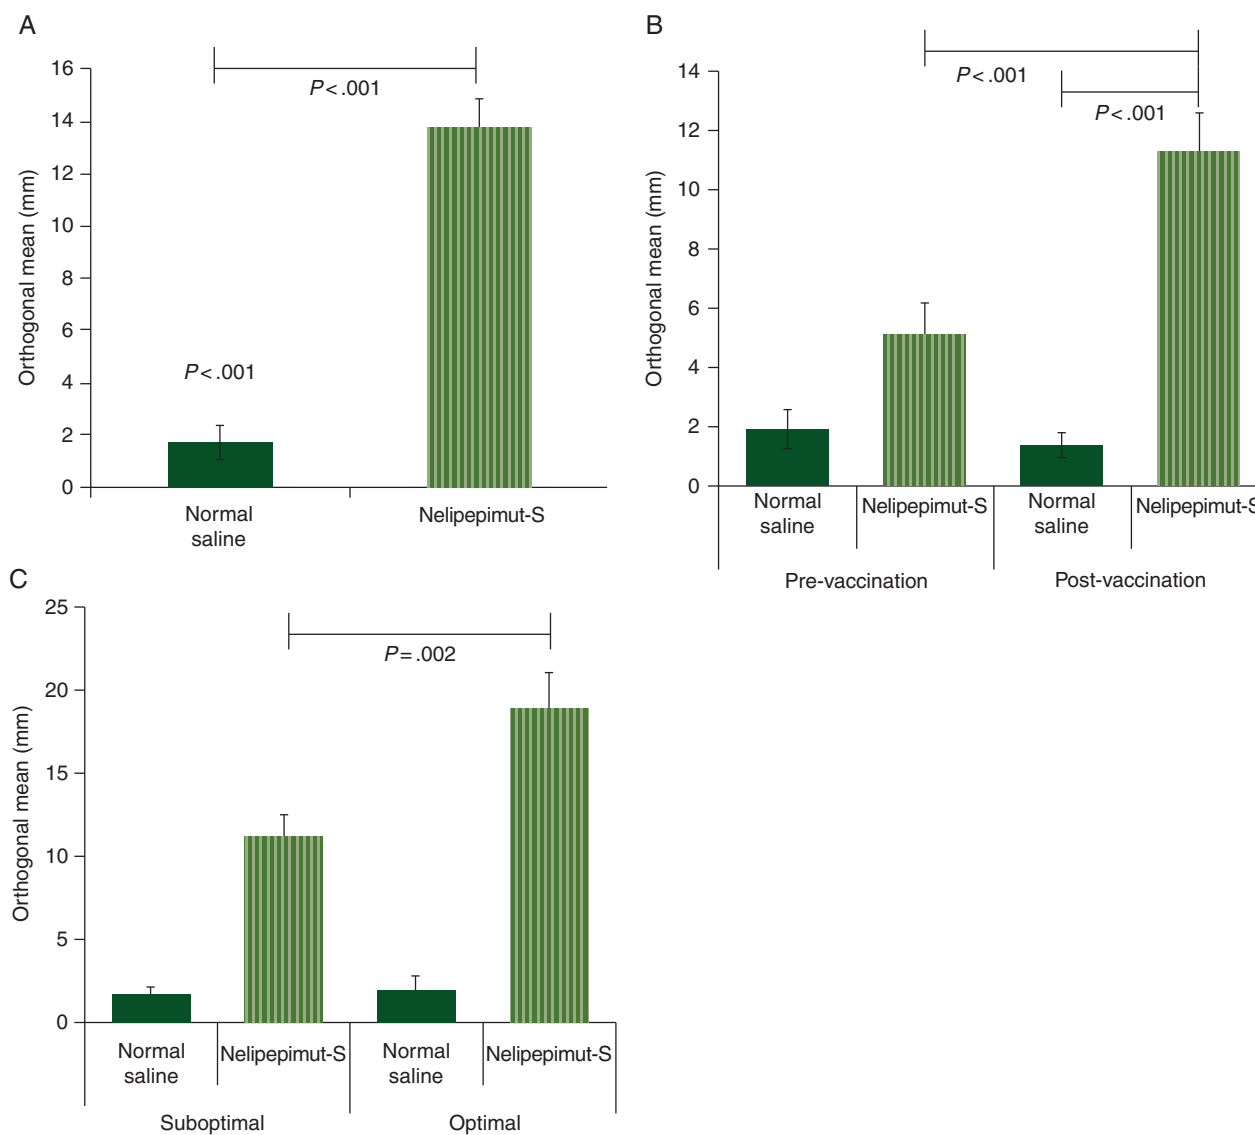 A
16
14
12
10
8
6
4
2
0
Orthogonal mean (mm)
P < .001
P < .001
Normal
saline
Nelipepimut-S
B
14
12
10
8
6
4
2
0
Orthogonal mean (mm)
P < .001
P < .001
Normal
saline
Nelipepimut-S
Normal
saline
Nelipepimut-S
Pre-vaccination
Post-vaccination
C
25
20
15
10
5
0
Orthogonal mean (mm)
P = .002
Normal
saline
Nelipepimut-S
Normal
saline
Nelipepimut-S
Suboptimal
Optimal